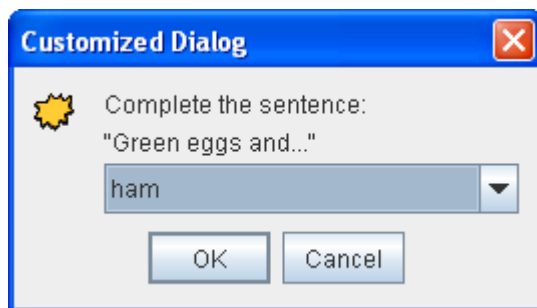 Customized Dialog
Complete the sentence:
"Green eggs and..."
ham
OK Cancel